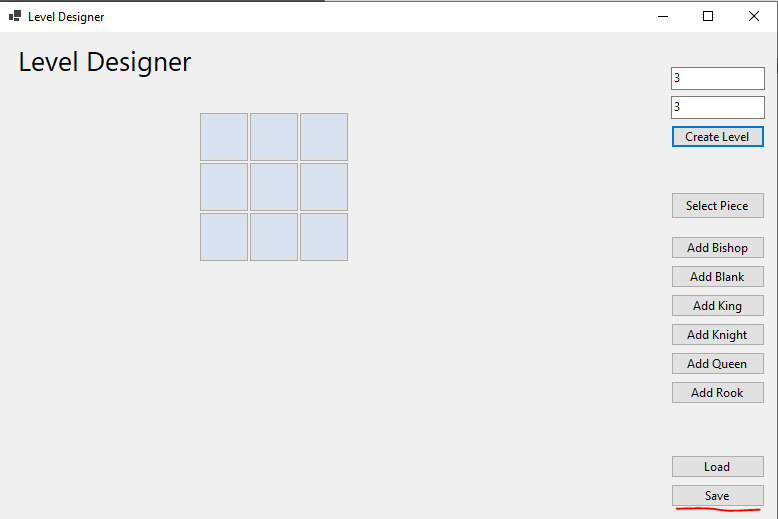 Level Designer
Level Designer
3
3
Create Level
Select Piece
Add Bishop
Add Blank
Add King
Add Knight
Add Queen
Add Rook
Load
Save